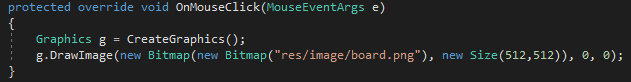 protected override void OnMouseClick(MouseEventArgs e)
{
    Graphics g = CreateGraphics();
    g.DrawImage(new Bitmap(new Bitmap("res/image/board.png"), new Size(512,512)), 0, 0);
}